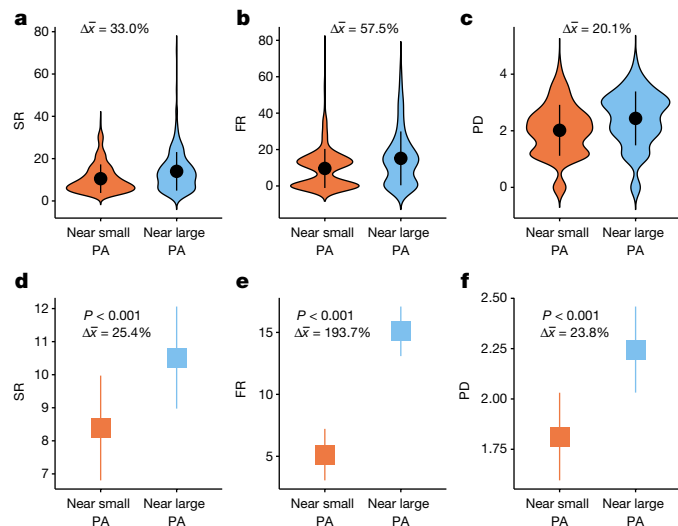 a
Δx̄ = 33.0%
80
60
40
20
0
SR
Near small
PA
Near large
PA
b
Δx̄ = 57.5%
80
60
40
20
0
FR
Near small
PA
Near large
PA
c
Δx̄ = 20.1%
4
2
0
PD
Near small
PA
Near large
PA
d
P < 0.001
Δx̄ = 25.4%
12
11
10
9
8
7
SR
Near small
PA
Near large
PA
e
P < 0.001
Δx̄ = 193.7%
15
10
5
FR
Near small
PA
Near large
PA
f
P < 0.001
Δx̄ = 23.8%
2.50
2.25
2.00
1.75
PD
Near small
PA
Near large
PA